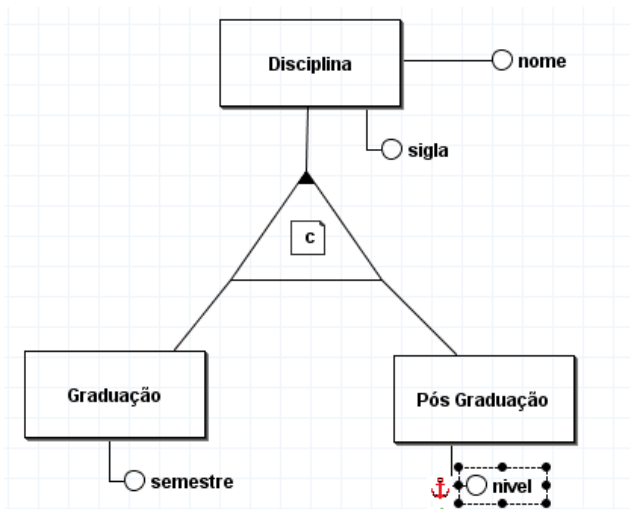 Disciplina
nome
sigla
c
Graduação
Pós Graduação
semestre
nivel